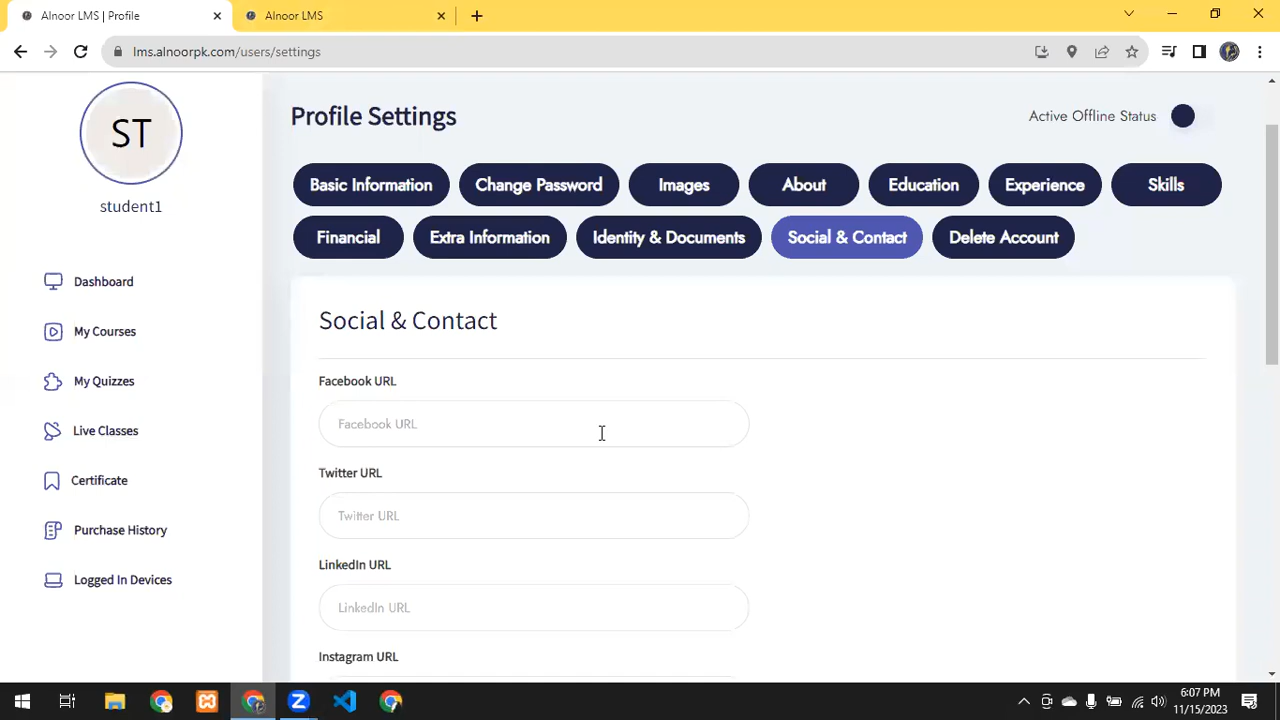 Alnoor LMS | Profile
Alnoor LMS
lms.alnoorpk.com/users/settings
ST
student1
Dashboard
My Courses
My Quizzes
Live Classes
Certificate
Purchase History
Logged In Devices
Profile Settings
Active Offline Status
Basic Information
Change Password
Images
About
Education
Experience
Skills
Financial
Extra Information
Identity & Documents
Social & Contact
Delete Account
Social & Contact
Facebook URL
Facebook URL
Twitter URL
Twitter URL
LinkedIn URL
LinkedIn URL
Instagram URL
6:07 PM
11/15/2023